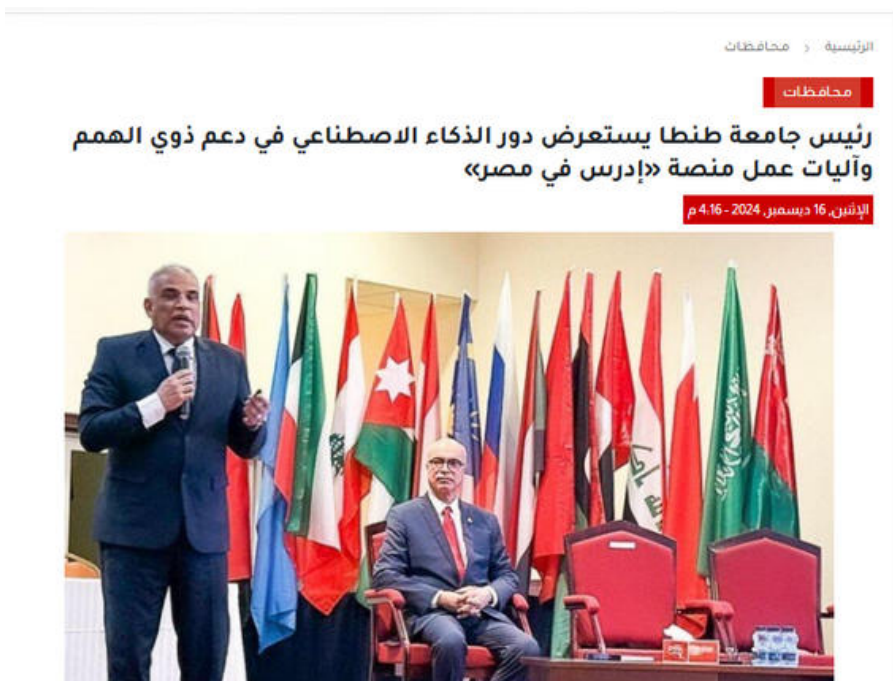 الرئيسية › محافظات
محافظات
رئيس جامعة طنطا يستعرض دور الذكاء الاصطناعي في دعم ذوي الهمم
وآليات عمل منصة «إدرس في مصر»
الإثنين, 16 ديسمبر, 2024 - 4:16 م